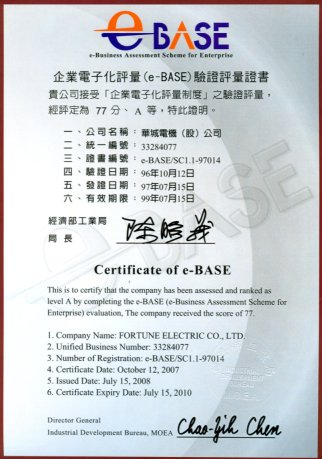 e-BASE
e-Business Assessment Scheme for Enterprise
企業電子化評量(e-BASE)驗證評量證書
貴公司接受「企業電子化評量制度」之驗證評量,
經評定為 77 分、 A 等,特此證明。
一、公司名稱: 華城電機(股)公司
二、統一編號: 33284077
三、證書編號: e-BASE/SC1.1-97014
四、驗證日期: 96年10月12日
五、發證日期: 97年07月15日
六、有效期限: 99年07月15日
經濟部工業局
局長 陳昭義
Certificate of e-BASE
This is to certify that the company has been assessed and ranked as
level A by completing the e-BASE (e-Business Assessment Scheme for
Enterprise) evaluation, The company received the score of 77.
1. Company Name: FORTUNE ELECTRIC CO., LTD.
2. Unified Business Number: 33284077
3. Number of Registration: e-BASE/SC1.1-97014
4. Certificate Date: October 12, 2007
5. Issued Date: July 15, 2008
6. Certificate Expiry Date: July 15, 2010
Director General
Industrial Development Bureau, MOEA Chao-Yih Chen